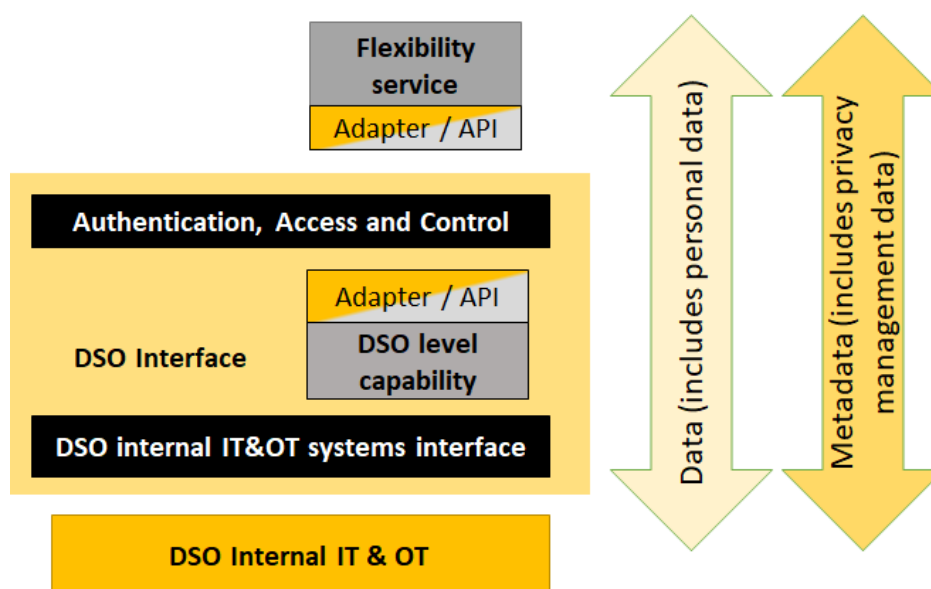 Flexibility
service
Adapter / API
Authentication, Access and Control
Adapter / API
DSO Interface
DSO level
capability
DSO internal IT&OT systems interface
DSO Internal IT & OT
Data (includes personal data)
Metadata (includes privacy
management data)